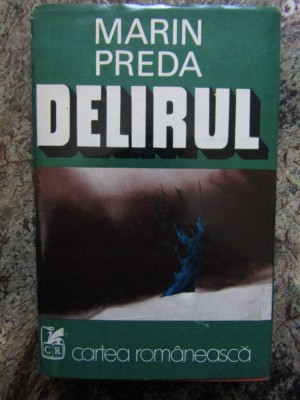 MARIN
PREDA
DELIRUL
CR
cartea românească